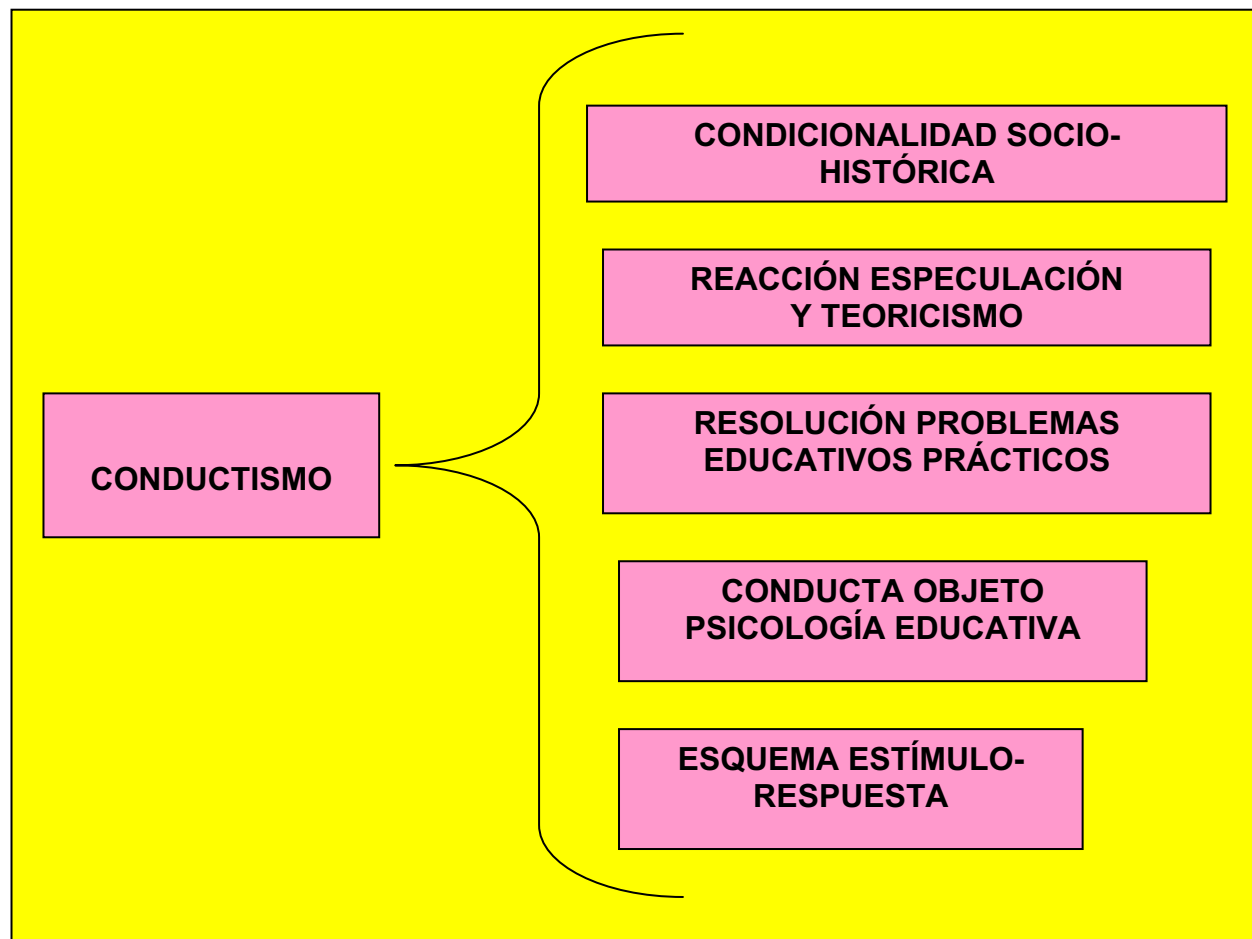 CONDICIONALIDAD SOCIO-
HISTÓRICA
REACCIÓN ESPECULACIÓN
Y TEORICISMO
RESOLUCIÓN PROBLEMAS
EDUCATIVOS PRÁCTICOS
CONDUCTISMO
CONDUCTA OBJETO
PSICOLOGÍA EDUCATIVA
ESQUEMA ESTÍMULO-
RESPUESTA